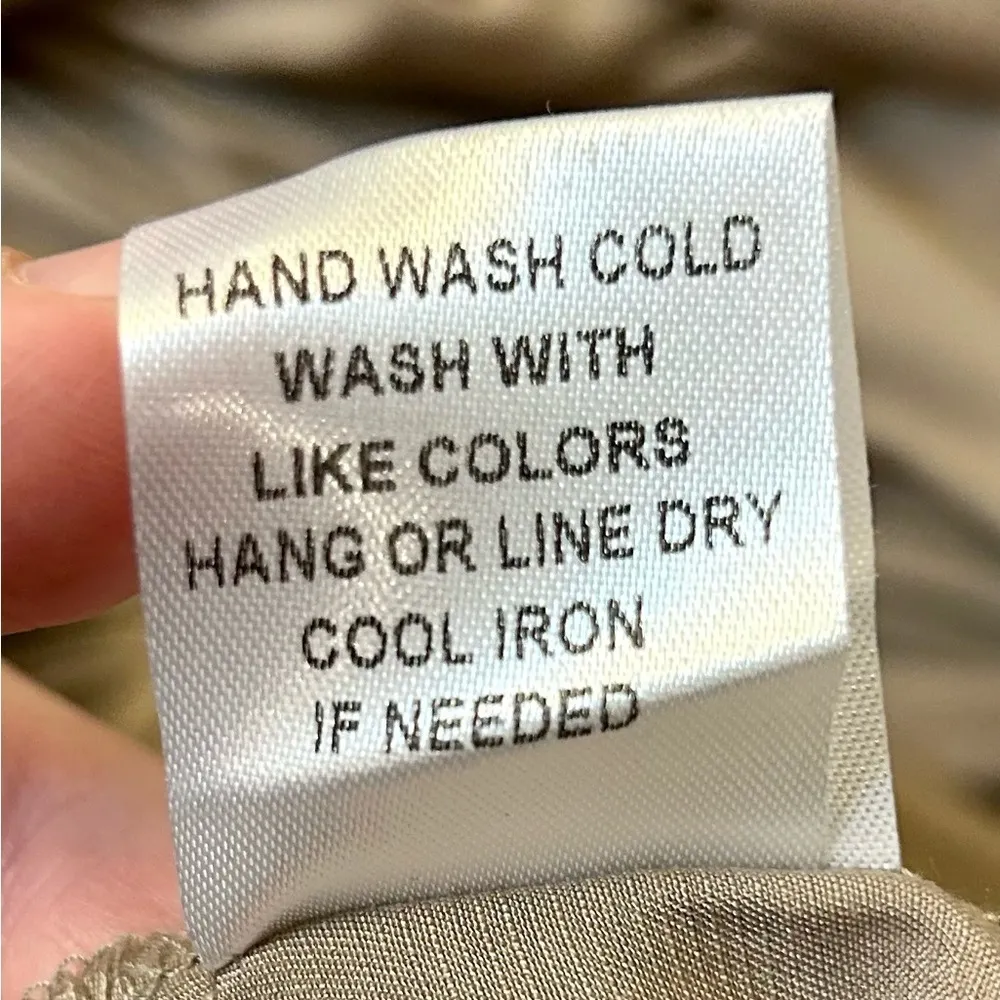 HAND WASH COLD
WASH WITH
LIKE COLORS
HANG OR LINE DRY
COOL IRON
IF NEEDED